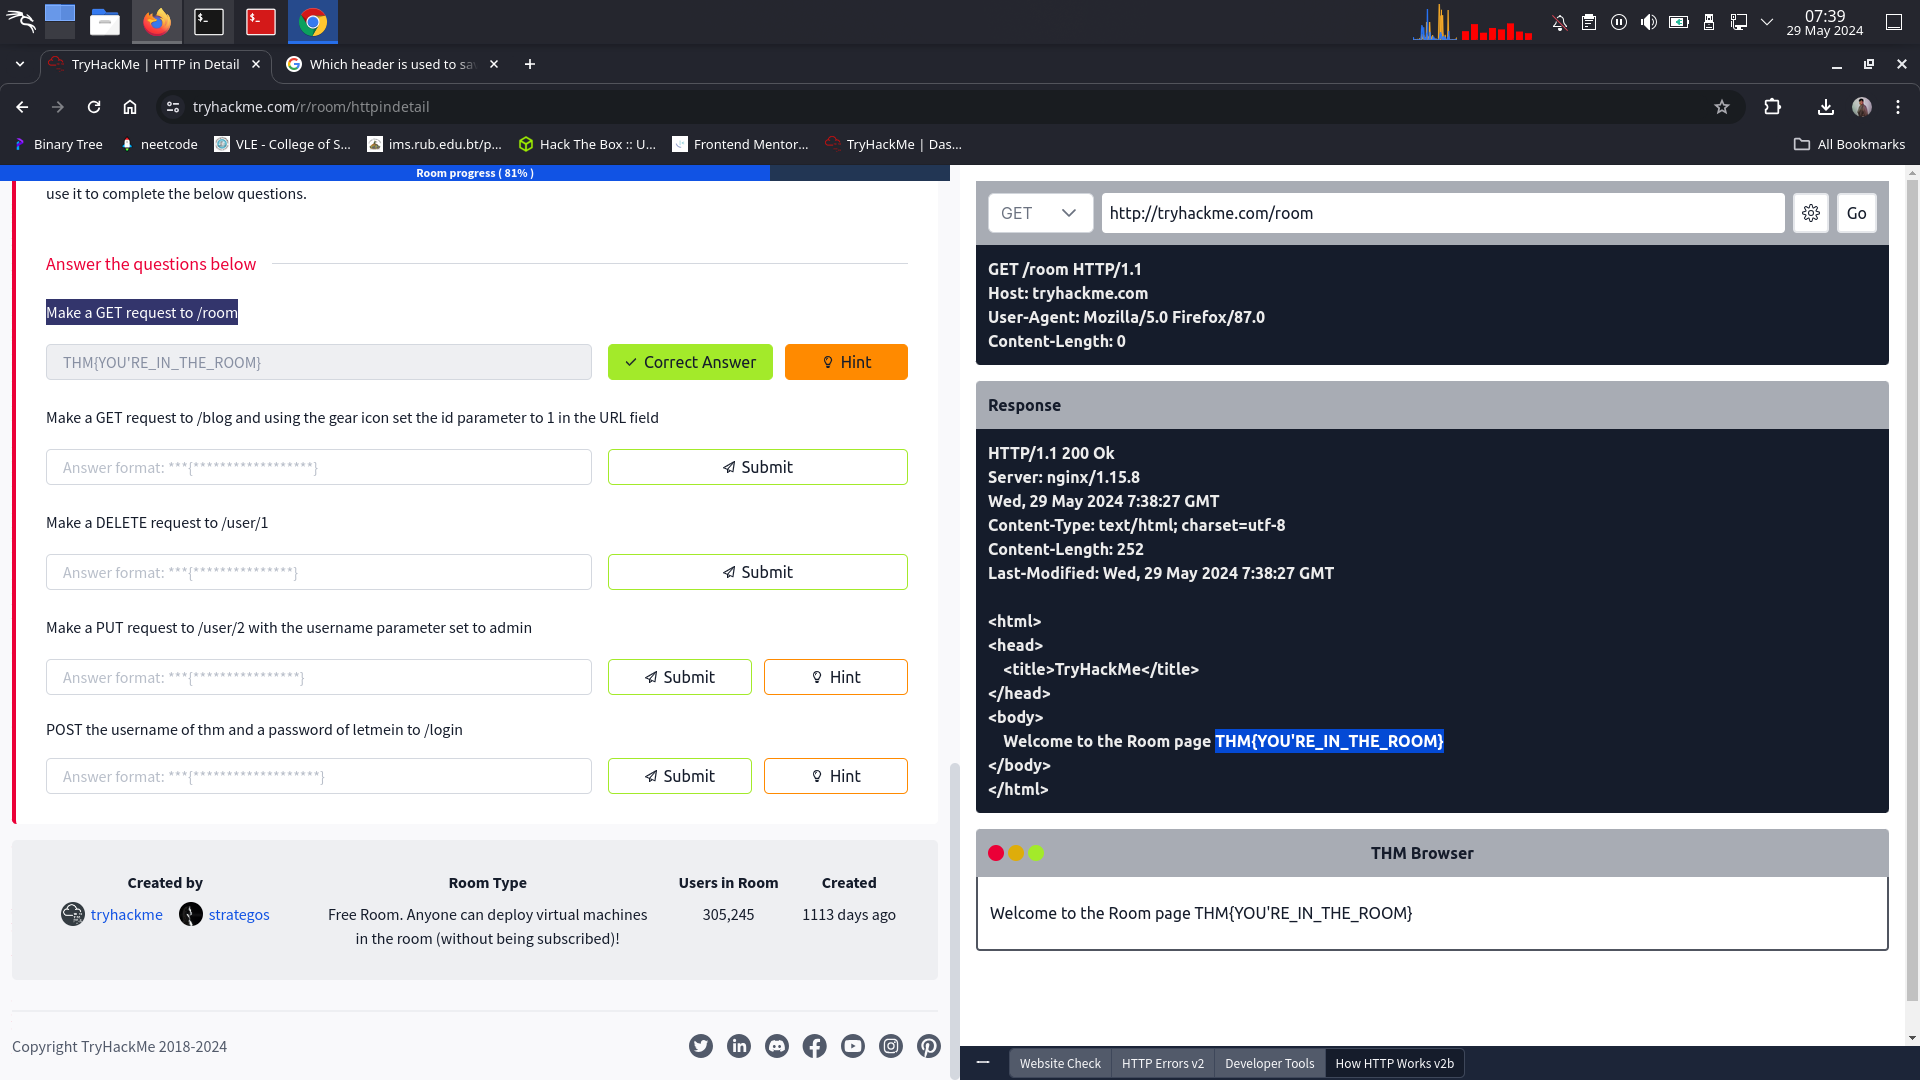 07:39
29 May 2024
TryHackMe | HTTP in Detail
Which header is used to sa
tryhackme.com/r/room/httpindetail
Binary Tree
neetcode
VLE - College of S...
ims.rub.edu.bt/p...
Hack The Box :: U...
Frontend Mentor...
TryHackMe | Das...
All Bookmarks
Room progress ( 81% )
use it to complete the below questions.
Answer the questions below
Make a GET request to /room
THM{YOU'RE_IN_THE_ROOM}
Correct Answer
Hint
Make a GET request to /blog and using the gear icon set the id parameter to 1 in the URL field
Answer format: ***{******************}
Submit
Make a DELETE request to /user/1
Answer format: ***{***************}
Submit
Make a PUT request to /user/2 with the username parameter set to admin
Answer format: ***{****************}
Submit
Hint
POST the username of thm and a password of letmein to /login
Answer format: ***{*******************}
Submit
Hint
Created by
tryhackme
strategos
Room Type
Free Room. Anyone can deploy virtual machines
in the room (without being subscribed)!
Users in Room
305,245
Created
1113 days ago
Copyright TryHackMe 2018-2024
GET
http://tryhackme.com/room
Go
GET /room HTTP/1.1
Host: tryhackme.com
User-Agent: Mozilla/5.0 Firefox/87.0
Content-Length: 0
Response
HTTP/1.1 200 Ok
Server: nginx/1.15.8
Wed, 29 May 2024 7:38:27 GMT
Content-Type: text/html; charset=utf-8
Content-Length: 252
Last-Modified: Wed, 29 May 2024 7:38:27 GMT
<html>
<head>
<title>TryHackMe</title>
</head>
<body>
Welcome to the Room page THM{YOU'RE_IN_THE_ROOM}
</body>
</html>
THM Browser
Welcome to the Room page THM{YOU'RE_IN_THE_ROOM}
Website Check
HTTP Errors v2
Developer Tools
How HTTP Works v2b